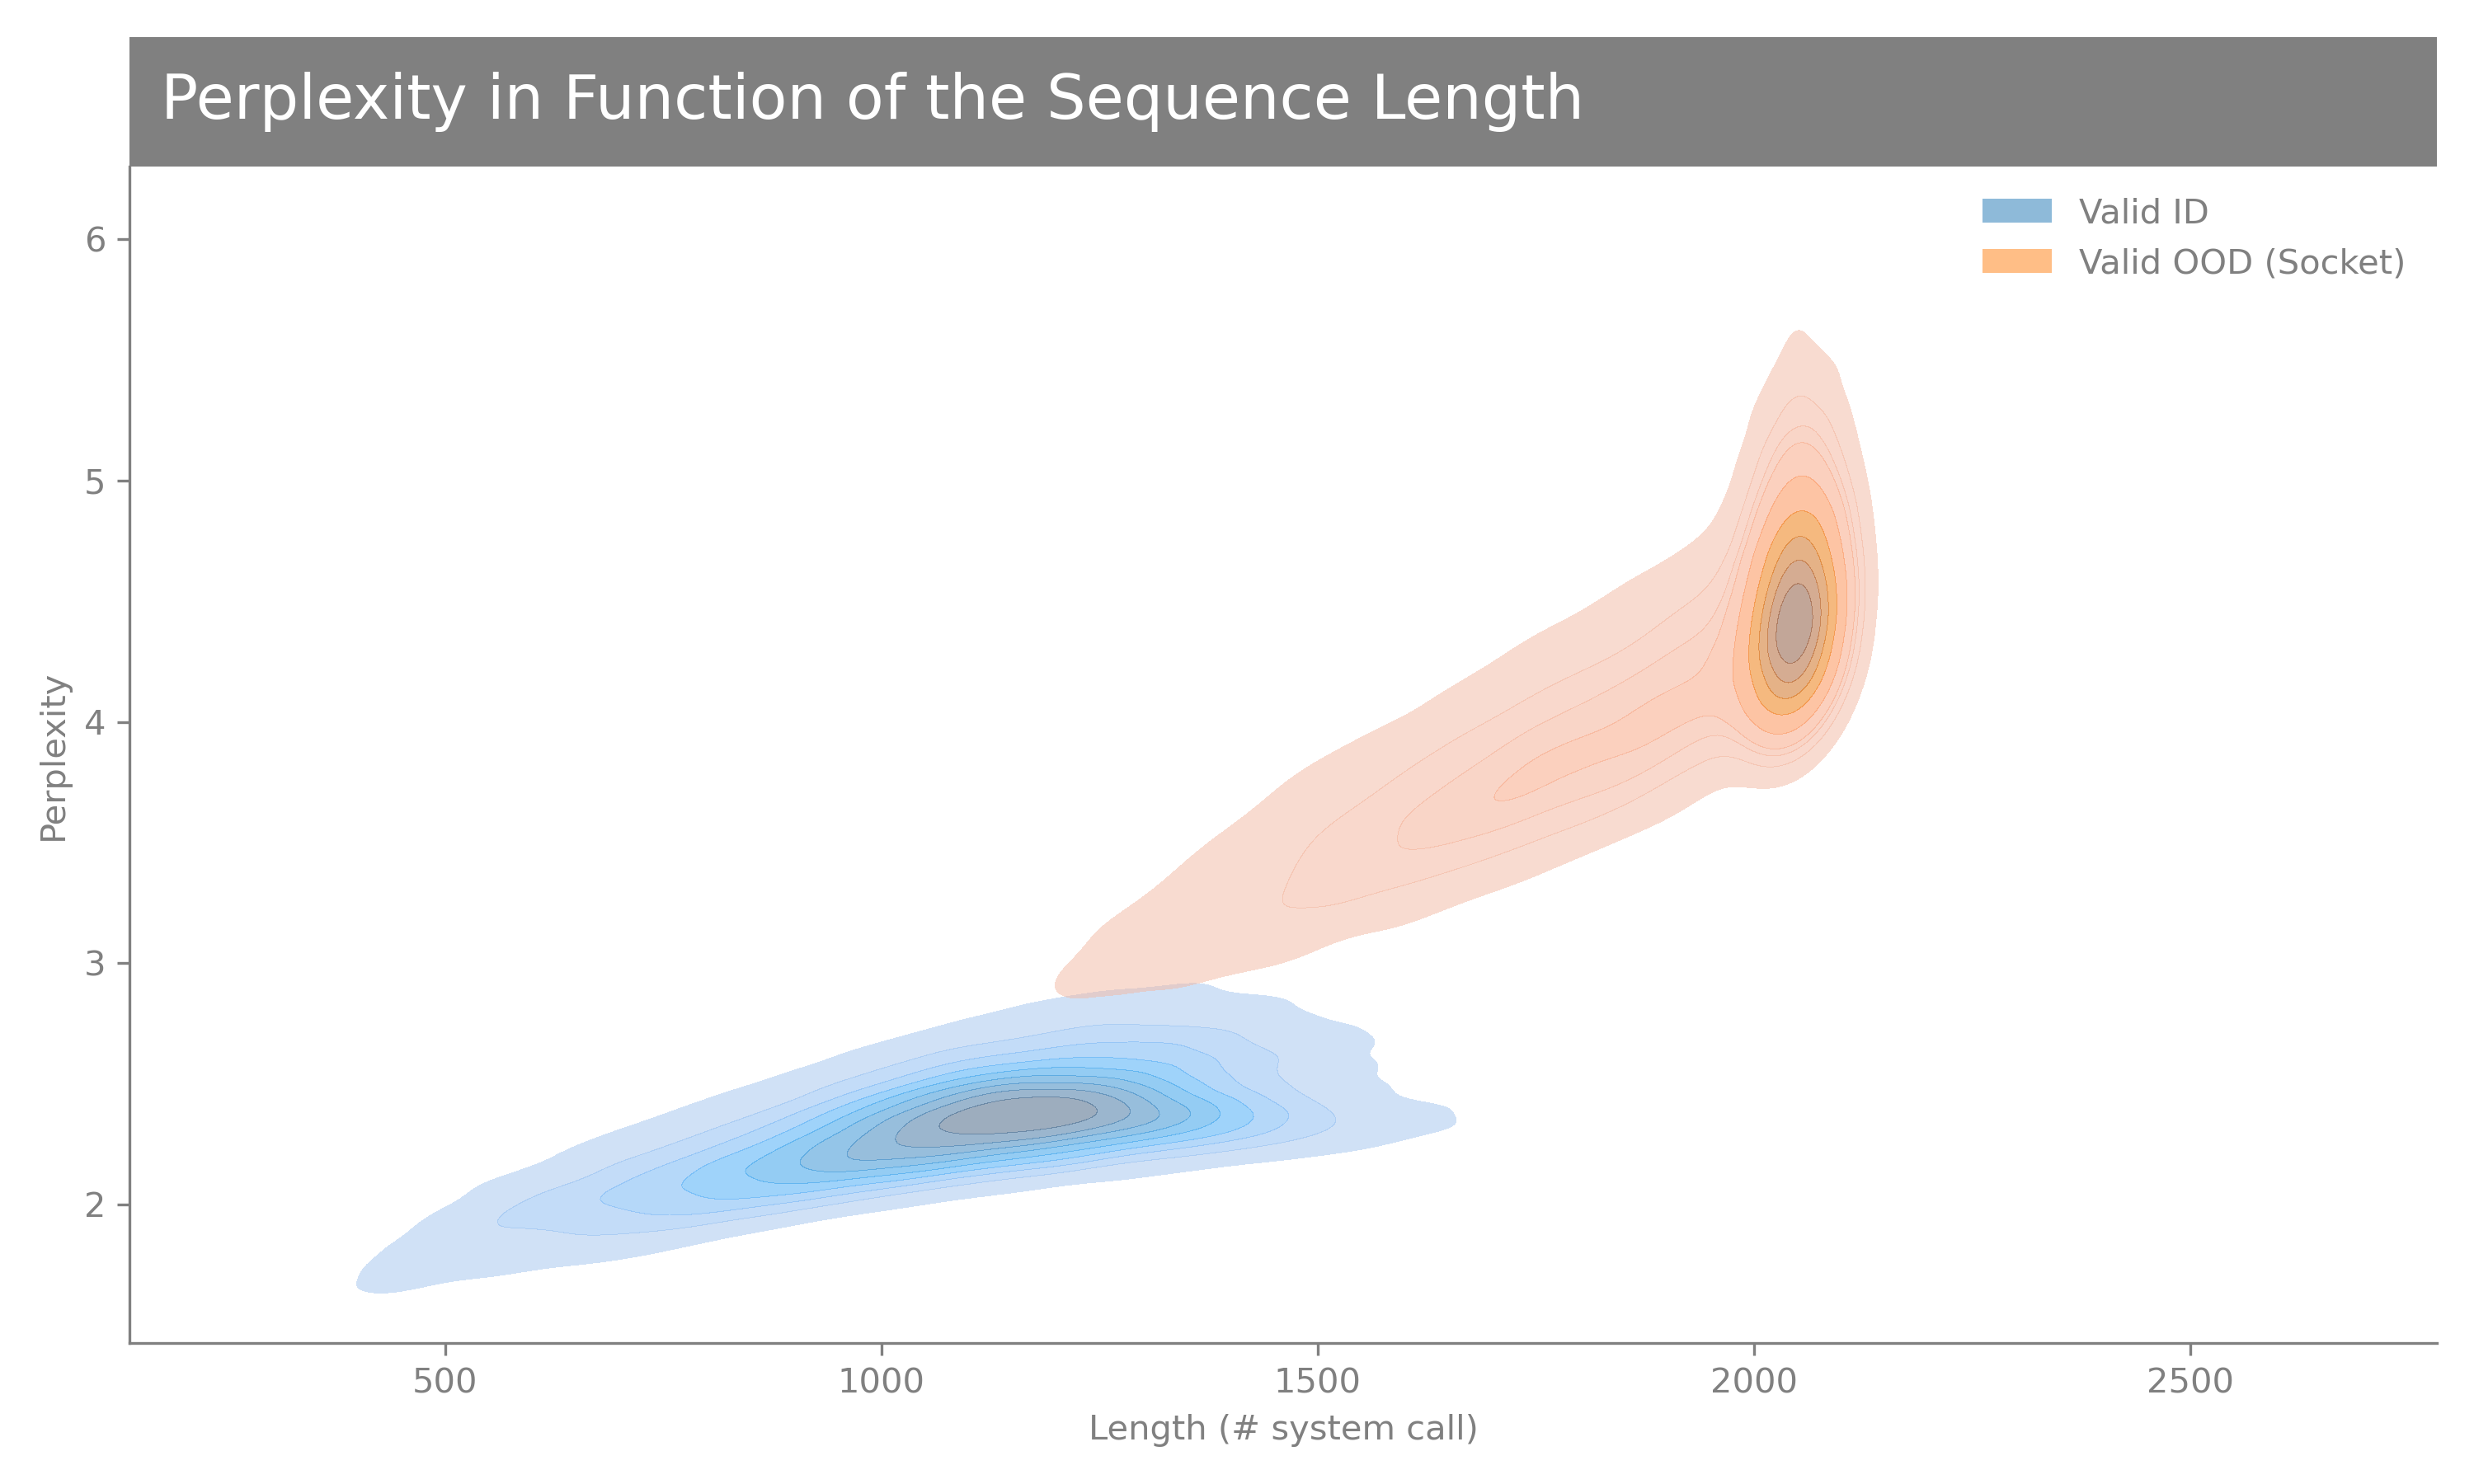 Perplexity in Function of the Sequence Length
Valid ID
Valid OOD (Socket)
6
5
4
3
2
Perplexity
500 1000 1500 2000 2500
Length (# system call)